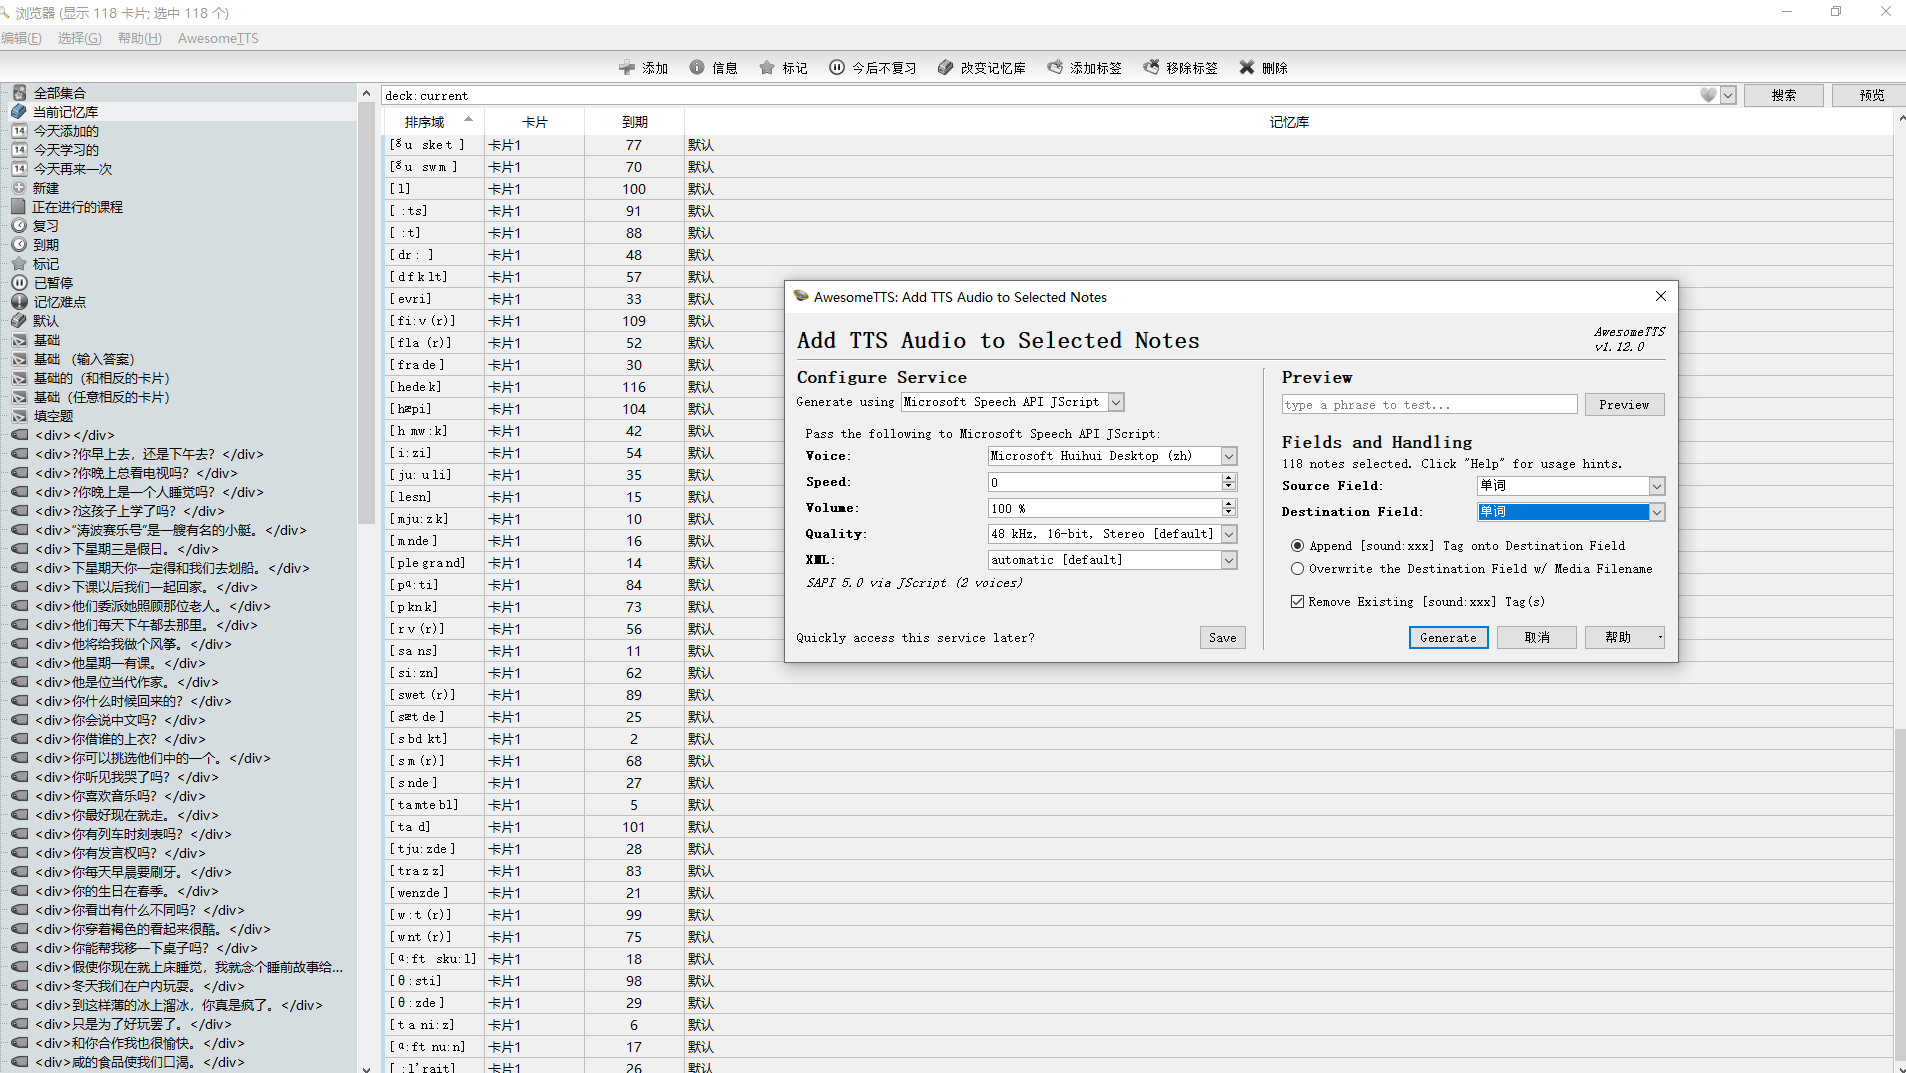 浏览器 (显示 118 卡片; 选中 118 个)
编辑(E) 选择(G) 帮助(H) AwesomeTTS
添加 信息 标记 今后不复习 改变记忆库 添加标签 移除标签 删除
全部集合
当前记忆库
今天添加的
今天学习的
今天再来一次
新建
正在进行的课程
复习
到期
标记
已暂停
记忆难点
默认
基础
基础 （输入答案）
基础的（和相反的卡片）
基础（任意相反的卡片）
填空题
<div></div>
<div>?你早上去，还是下午去？</div>
<div>?你晚上总看电视吗？</div>
<div>?你晚上是一个人睡觉吗？</div>
<div>?这孩子上学了吗？</div>
<div>“涛波赛乐号”是一艘有名的小艇。</div>
<div>下星期三是假日。</div>
<div>下星期天你一定得和我们去划船。</div>
<div>下课以后我们一起回家。</div>
<div>他们委派她照顾那位老人。</div>
<div>他们每天下午都去那里。</div>
<div>他将给我做个风筝。</div>
<div>他星期一有课。</div>
<div>他是位当代作家。</div>
<div>你什么时候回来的？</div>
<div>你会说中文吗？</div>
<div>你借谁的上衣？</div>
<div>你可以挑选他们中的一个。</div>
<div>你听见我哭了吗？</div>
<div>你喜欢音乐吗？</div>
<div>你最好现在就走。</div>
<div>你有列车时刻表吗？</div>
<div>你有发言权吗？</div>
<div>你每天早晨要刷牙。</div>
<div>你的生日在春季。</div>
<div>你看出有什么不同吗？</div>
<div>你穿着褐色的看起来很酷。</div>
<div>你能帮我移一下桌子吗？</div>
<div>假使你现在就上床睡觉，我就念个睡前故事给...
<div>冬天我们在户内玩耍。</div>
<div>到这样薄的冰上溜冰，你真是疯了。</div>
<div>只是为了好玩罢了。</div>
<div>和你合作我也很愉快。</div>
<div>咸的食品使我们口渴。</div>
deck:current 搜索 预览
排序域 卡片 到期 记忆库
卡片1 77 默认
卡片1 70 默认
[l] 卡片1 100 默认
[ :ts] 卡片1 91 默认
[ :t] 卡片1 88 默认
[dr: ] 卡片1 48 默认
[dfklt] 卡片1 57 默认
[evri] 卡片1 33 默认
[fi:v(r)] 卡片1 109 默认
[fla (r)] 卡片1 52 默认
[frade] 卡片1 30 默认
[hedek] 卡片1 116 默认
[hæpi] 卡片1 104 默认
[h mw:k] 卡片1 42 默认
[i:zi] 卡片1 54 默认
[ju:uli] 卡片1 35 默认
[lesn] 卡片1 15 默认
[mju:zk] 卡片1 10 默认
[mnde] 卡片1 16 默认
[plegrand] 卡片1 14 默认
[pɑ:ti] 卡片1 84 默认
[pknk] 卡片1 73 默认
[rv(r)] 卡片1 56 默认
[sans] 卡片1 11 默认
[si:zn] 卡片1 62 默认
[swet(r)] 卡片1 89 默认
[sætde] 卡片1 25 默认
[sbdkt] 卡片1 2 默认
[sm(r)] 卡片1 68 默认
[snde] 卡片1 27 默认
[tamtebl] 卡片1 5 默认
[ta d] 卡片1 101 默认
[tju:zde] 卡片1 28 默认
[trazz] 卡片1 83 默认
[wenzde] 卡片1 21 默认
[w:t(r)] 卡片1 99 默认
[wnt(r)] 卡片1 75 默认
[ɑ:ft sku:l] 卡片1 18 默认
[θ:sti] 卡片1 98 默认
[θ:zde] 卡片1 29 默认
[ta ni:z] 卡片1 6 默认
[ɑ:ftnu:n] 卡片1 17 默认
[ :l'rait] 卡片1 26 默认
AwesomeTTS: Add TTS Audio to Selected Notes
Add TTS Audio to Selected Notes
AwesomeTTS
v1.12.0
Configure Service
Generate using Microsoft Speech API JScript
Pass the following to Microsoft Speech API JScript:
Voice: Microsoft Huihui Desktop (zh)
Speed: 0
Volume: 100 %
Quality: 48 kHz, 16-bit, Stereo [default]
XML: automatic [default]
SAPI 5.0 via JScript (2 voices)
Quickly access this service later? Save
Preview
type a phrase to test... Preview
Fields and Handling
118 notes selected. Click "Help" for usage hints.
Source Field: 单词
Destination Field: 单词
Append [sound:xxx] Tag onto Destination Field
Overwrite the Destination Field w/ Media Filename
Remove Existing [sound:xxx] Tag(s)
Generate 取消 帮助